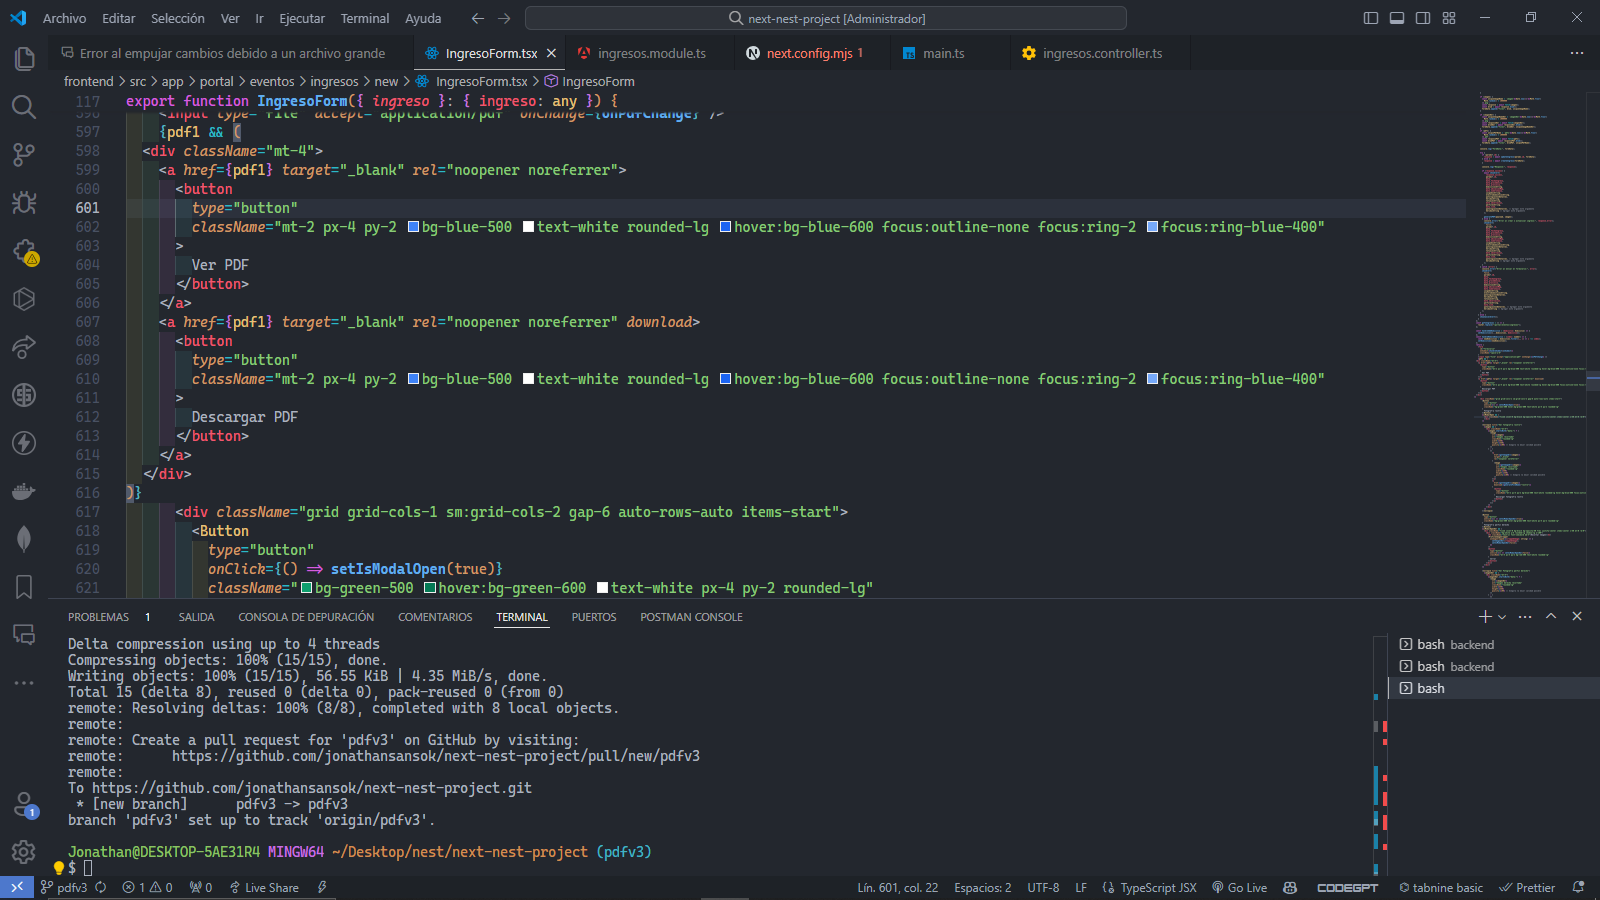 Archivo Editar Selección Ver Ir Ejecutar Terminal Ayuda
next-nest-project [Administrador]
Error al empujar cambios debido a un archivo grande
IngresoForm.tsx
ingresos.module.ts
next.config.mjs 1
main.ts
ingresos.controller.ts
frontend > src > app > portal > eventos > ingresos > new > IngresoForm.tsx > IngresoForm
117 export function IngresoForm({ ingreso }: { ingreso: any }) {
596 <input type="file" accept="application/pdf" onChange={onPdfChange} />
597 {pdf1 && (
598 <div className="mt-4">
599 <a href={pdf1} target="_blank" rel="noopener noreferrer">
600 <button
601 type="button"
602 className="mt-2 px-4 py-2 bg-blue-500 text-white rounded-lg hover:bg-blue-600 focus:outline-none focus:ring-2 focus:ring-blue-400"
603 >
604 Ver PDF
605 </button>
606 </a>
607 <a href={pdf1} target="_blank" rel="noopener noreferrer" download>
608 <button
609 type="button"
610 className="mt-2 px-4 py-2 bg-blue-500 text-white rounded-lg hover:bg-blue-600 focus:outline-none focus:ring-2 focus:ring-blue-400"
611 >
612 Descargar PDF
613 </button>
614 </a>
615 </div>
616 )}
617 <div className="grid grid-cols-1 sm:grid-cols-2 gap-6 auto-rows-auto items-start">
618 <Button
619 type="button"
620 onClick={() => setIsModalOpen(true)}
621 className="bg-green-500 hover:bg-green-600 text-white px-4 py-2 rounded-lg"
PROBLEMAS 1 SALIDA CONSOLA DE DEPURACIÓN COMENTARIOS TERMINAL PUERTOS POSTMAN CONSOLE
Delta compression using up to 4 threads
Compressing objects: 100% (15/15), done.
Writing objects: 100% (15/15), 56.55 KiB | 4.35 MiB/s, done.
Total 15 (delta 8), reused 0 (delta 0), pack-reused 0 (from 0)
remote: Resolving deltas: 100% (8/8), completed with 8 local objects.
remote:
remote: Create a pull request for 'pdfv3' on GitHub by visiting:
remote: https://github.com/jonathansansok/next-nest-project/pull/new/pdfv3
remote:
To https://github.com/jonathansansok/next-nest-project.git
* [new branch] pdfv3 -> pdfv3
branch 'pdfv3' set up to track 'origin/pdfv3'.
Jonathan@DESKTOP-5AE31R4 MINGW64 ~/Desktop/nest/next-nest-project (pdfv3)
$
bash backend
bash backend
bash
1
pdfv3 1 0 0 Live Share
Lín. 601, col. 22 Espacios: 2 UTF-8 LF TypeScript JSX Go Live CODEGPT tabnine basic Prettier